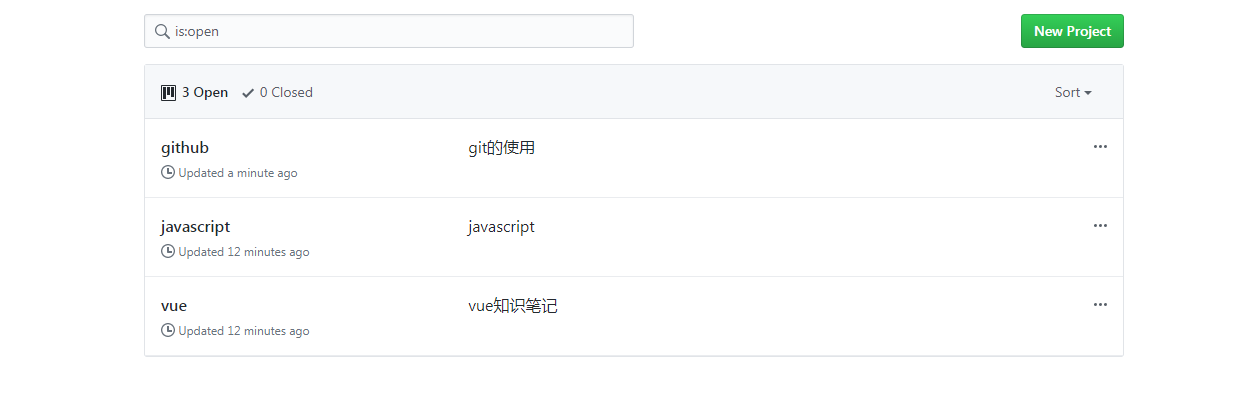 is:open
New Project
3 Open 0 Closed Sort
github git的使用
Updated a minute ago
javascript javascript
Updated 12 minutes ago
vue vue知识笔记
Updated 12 minutes ago